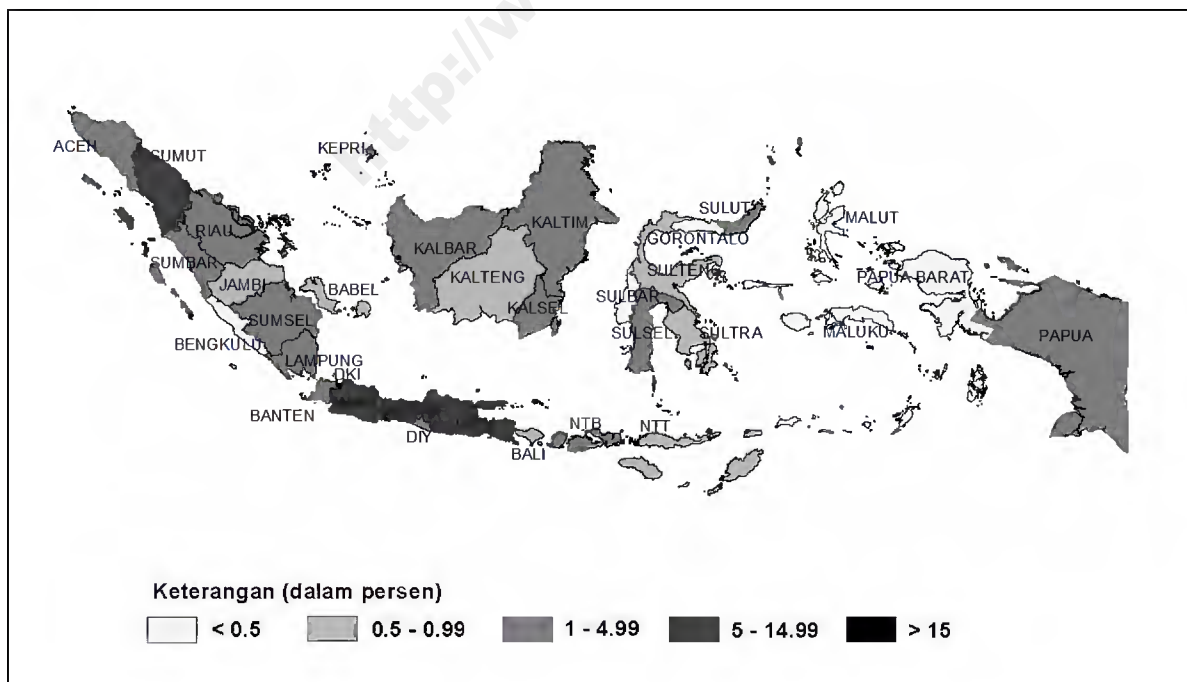 http://w
ACEH
SUMUT
KEPRI
RIAU
SUMBAR
JAMBI
BABEL
SUMSEL
BENGKULU
LAMPUNG
DKI
BANTEN
DIY
BALI
NTB
NTT
KALBAR
KALTENG
KALTIM
KALSEL
SULUT
GORONTALO
SULTENG
SULBAR
SULSEL
SULTRA
MALUT
PAPUA BARAT
MALUKU
PAPUA
Keterangan (dalam persen)
< 0.5 0.5 - 0.99 1 - 4.99 5 - 14.99 > 15